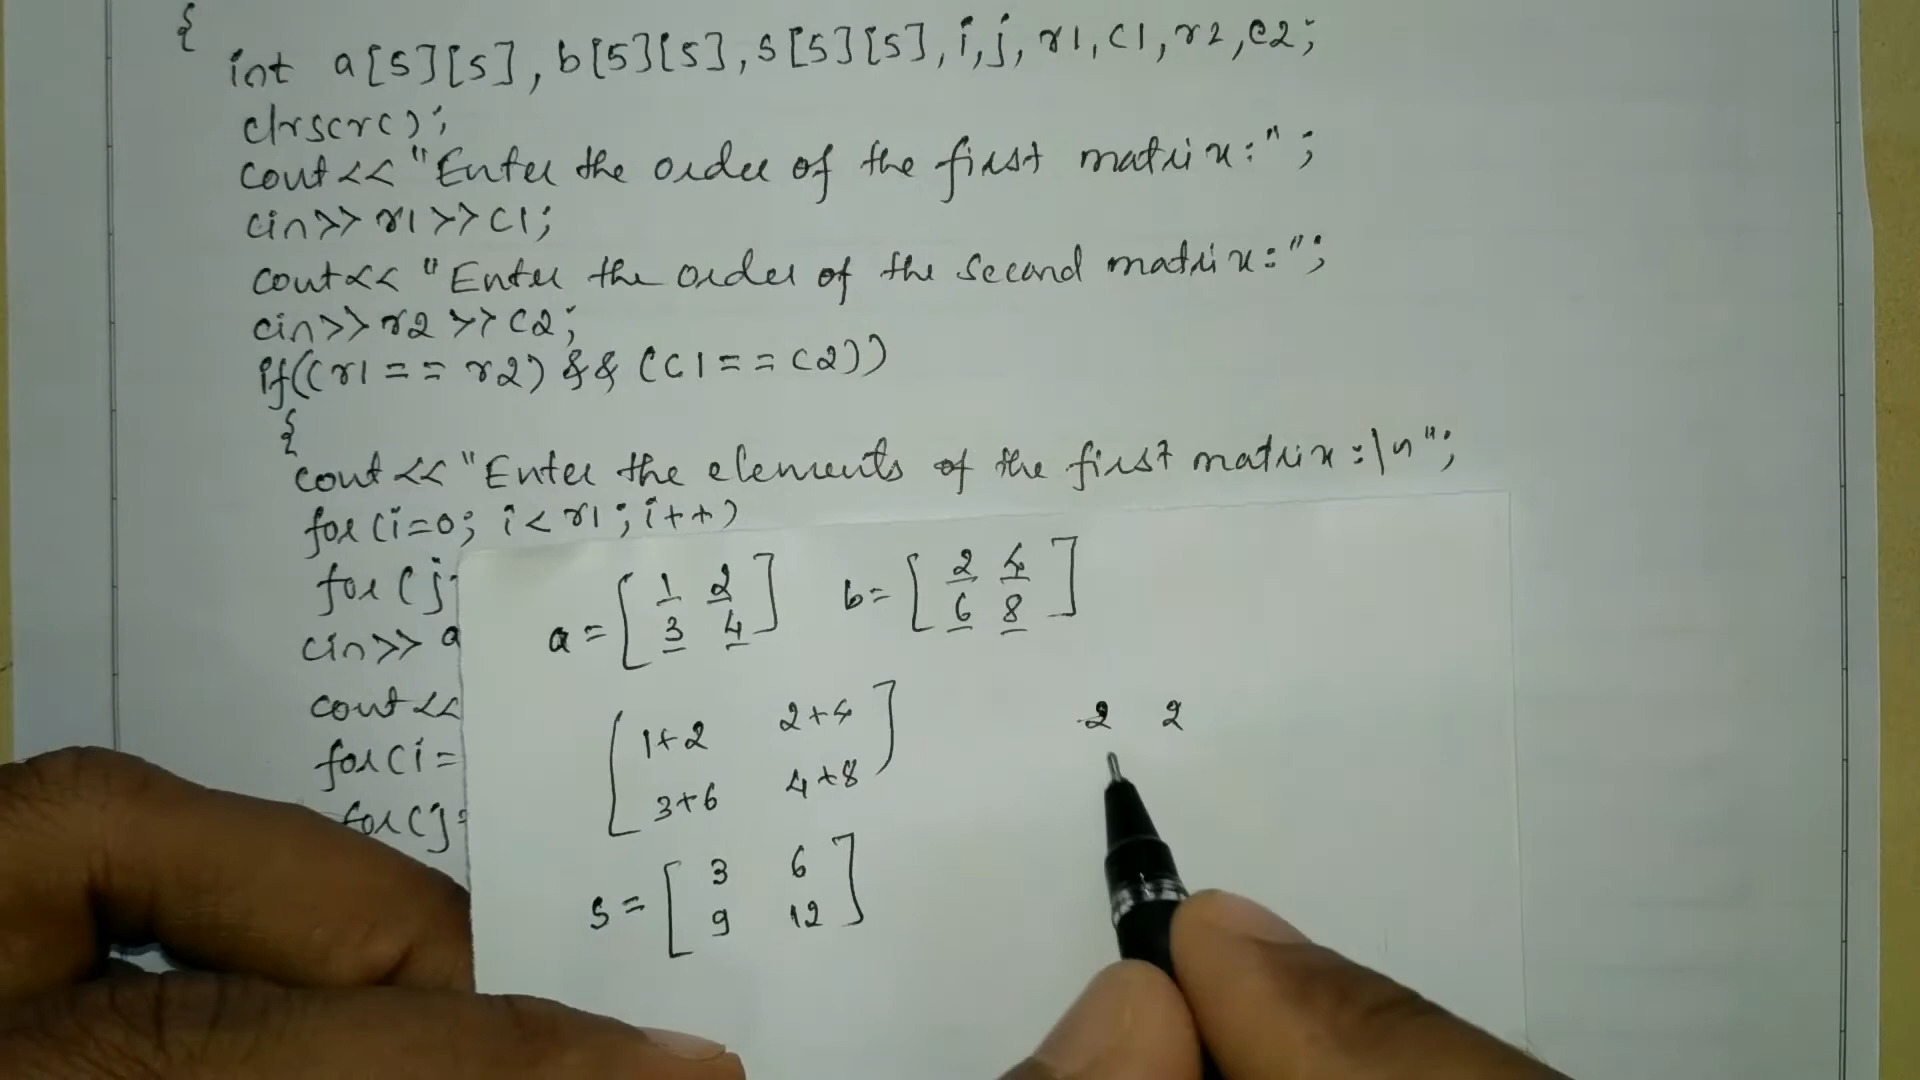 {
int a[5][5], b[5][5], s[5][5], i,j, r1, c1, r2, c2;
clrscr();
cout<<"Enter the order of the first matrix:";
cin>>r1>>c1;
cout<<"Enter the order of the second matrix:";
cin>>r2>>c2;
if((r1==r2)&&(c1==c2))
{
cout<<"Enter the elements of the first matrix:\n";
for(i=0; i<r1; i++)
for(j
cin>> a
cout<<
for(i=
for(j=
a = [ 1 2 ] b = [ 2 4 ]
3 4 6 8
[ 1+2 2+4 ] 2 2
3+6 4+8
s = [ 3 6 ]
9 12